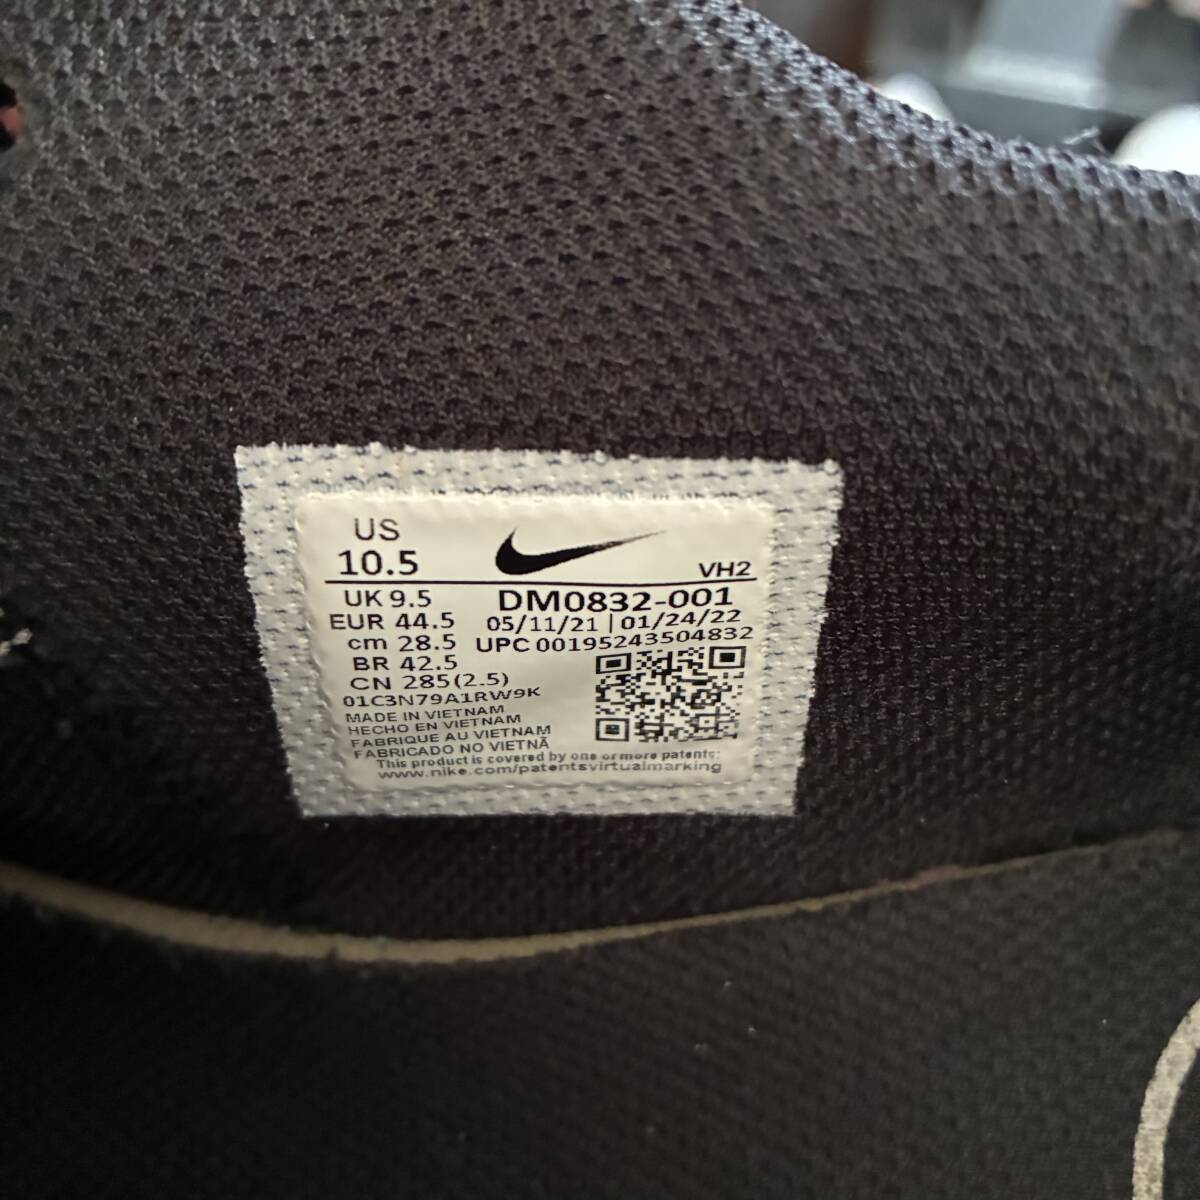 US
10.5
VH2
UK 9.5
DM0832-001
EUR 44.5
05/11/21 | 01/24/22
cm 28.5
UPC 00195243504832
BR 42.5
CN 285(2.5)
01C3N79A1RW9K
MADE IN VIETNAM
HECHO EN VIETNAM
FABRIQUE AU VIETNAM
FABRICADO NO VIETNÃ
This product is covered by one or more patents:
www.nike.com/patentsvirtualmarking